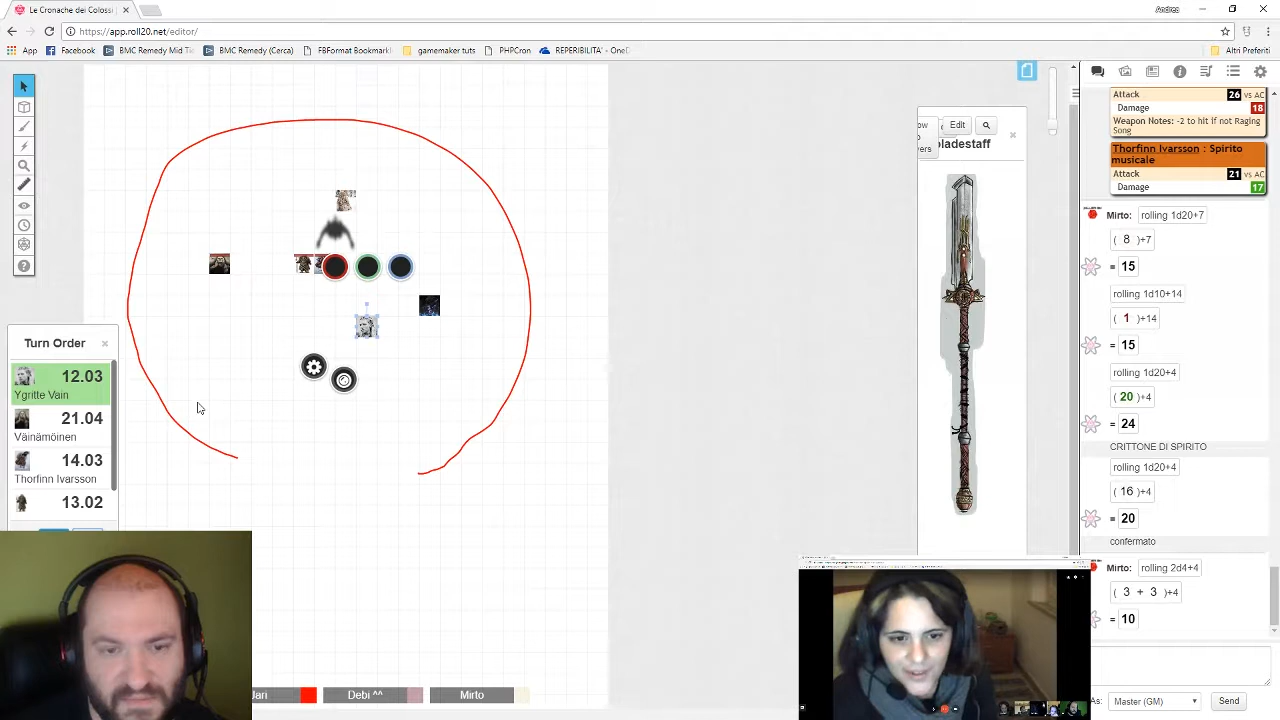 Le Cronache dei Colossi
Andrea
https://app.roll20.net/editor/
App
Facebook
BMC Remedy Mid Tie
BMC Remedy (Cerca)
FBFormat Bookmarkl
gamemaker tuts
PHPCron
REPERIBILITA' - OneD
Altri Preferiti
Edit
vers
bladestaff
Turn Order
12.03
Ygritte Vain
21.04
Väinämöinen
14.03
Thorfinn Ivarsson
13.02
Jari
Debi ^^
Mirto
Attack 26 vs AC
Damage 18
Weapon Notes: -2 to hit if not Raging
Song
Thorfinn Ivarsson : Spirito
musicale
Attack 21 vs AC
Damage 17
Mirto: rolling 1d20+7
( 8 )+7
= 15
rolling 1d10+14
( 1 )+14
= 15
rolling 1d20+4
( 20 )+4
= 24
CRITTONE DI SPIRITO
rolling 1d20+4
( 16 )+4
= 20
confermato
Mirto: rolling 2d4+4
( 3 + 3 )+4
= 10
As: Master (GM) Send